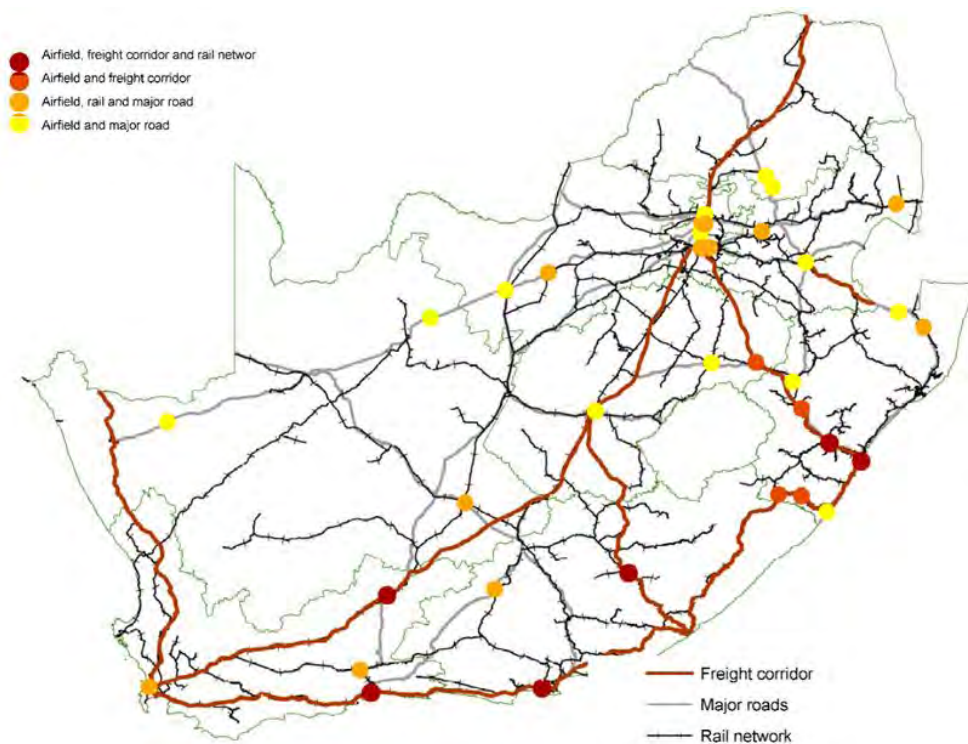 Airfield, freight corridor and rail networ
Airfield and freight corridor
Airfield, rail and major road
Airfield and major road
Freight corridor
Major roads
Rail network